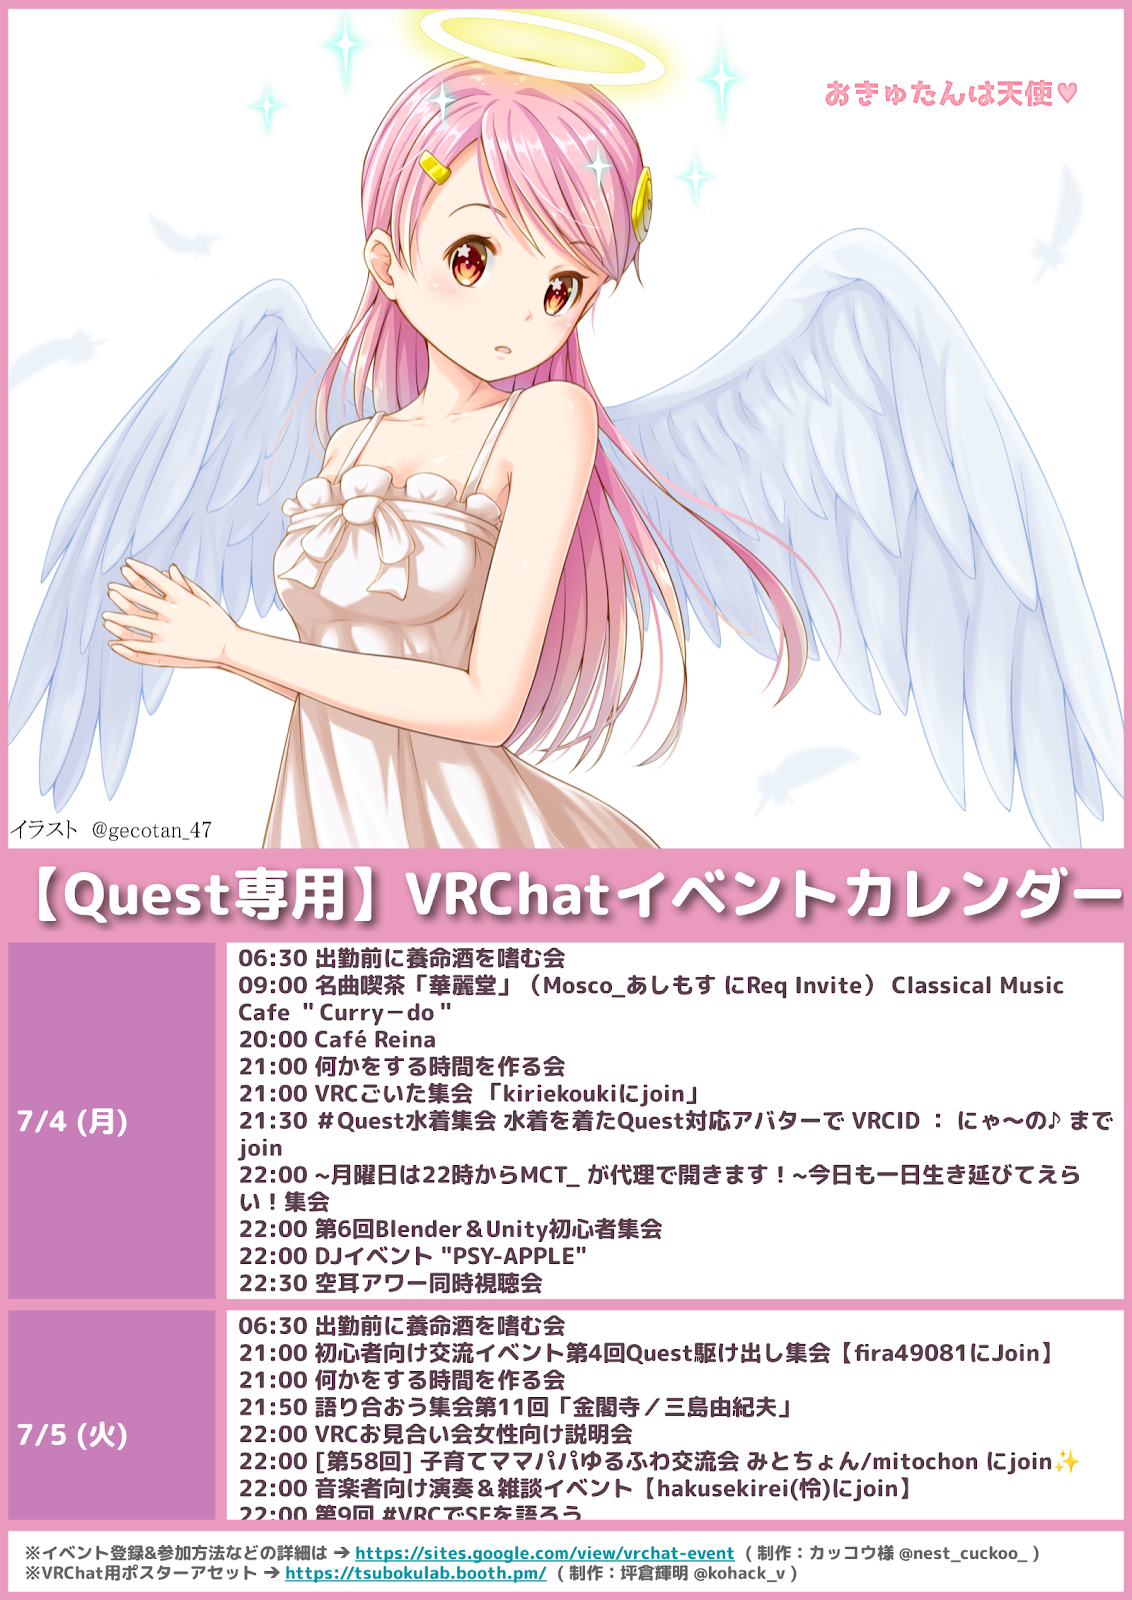 おきゅたんは天使♥
イラスト @gecotan_47
【Quest専用】VRChatイベントカレンダー
7/4 (月)
06:30 出勤前に養命酒を嗜む会
09:00 名曲喫茶「華麗堂」（Mosco_あしもす にReq Invite） Classical Music
Cafe ＂Curry－do＂
20:00 Café Reina
21:00 何かをする時間を作る会
21:00 VRCごいた集会 「kiriekoukiにjoin」
21:30 ＃Quest水着集会 水着を着たQuest対応アバターで VRCID ： にゃ～の♪ まで
join
22:00 ~月曜日は22時からMCT_ が代理で開きます！~今日も一日生き延びてえら
い！集会
22:00 第6回Blender＆Unity初心者集会
22:00 DJイベント "PSY-APPLE"
22:30 空耳アワー同時視聴会
7/5 (火)
06:30 出勤前に養命酒を嗜む会
21:00 初心者向け交流イベント第4回Quest駆け出し集会【fira49081にJoin】
21:00 何かをする時間を作る会
21:50 語り合おう集会第11回「金閣寺／三島由紀夫」
22:00 VRCお見合い会女性向け説明会
22:00 [第58回] 子育てママパパゆるふわ交流会 みとちょん/mitochon にjoin✨
22:00 音楽者向け演奏＆雑談イベント【hakusekirei(怜)にjoin】
22:00 第9回 #VRCでSFを語ろう
※イベント登録&参加方法などの詳細は → https://sites.google.com/view/vrchat-event ( 制作：カッコウ様 @nest_cuckoo_ )
※VRChat用ポスターアセット → https://tsubokulab.booth.pm/ ( 制作：坪倉輝明 @kohack_v )